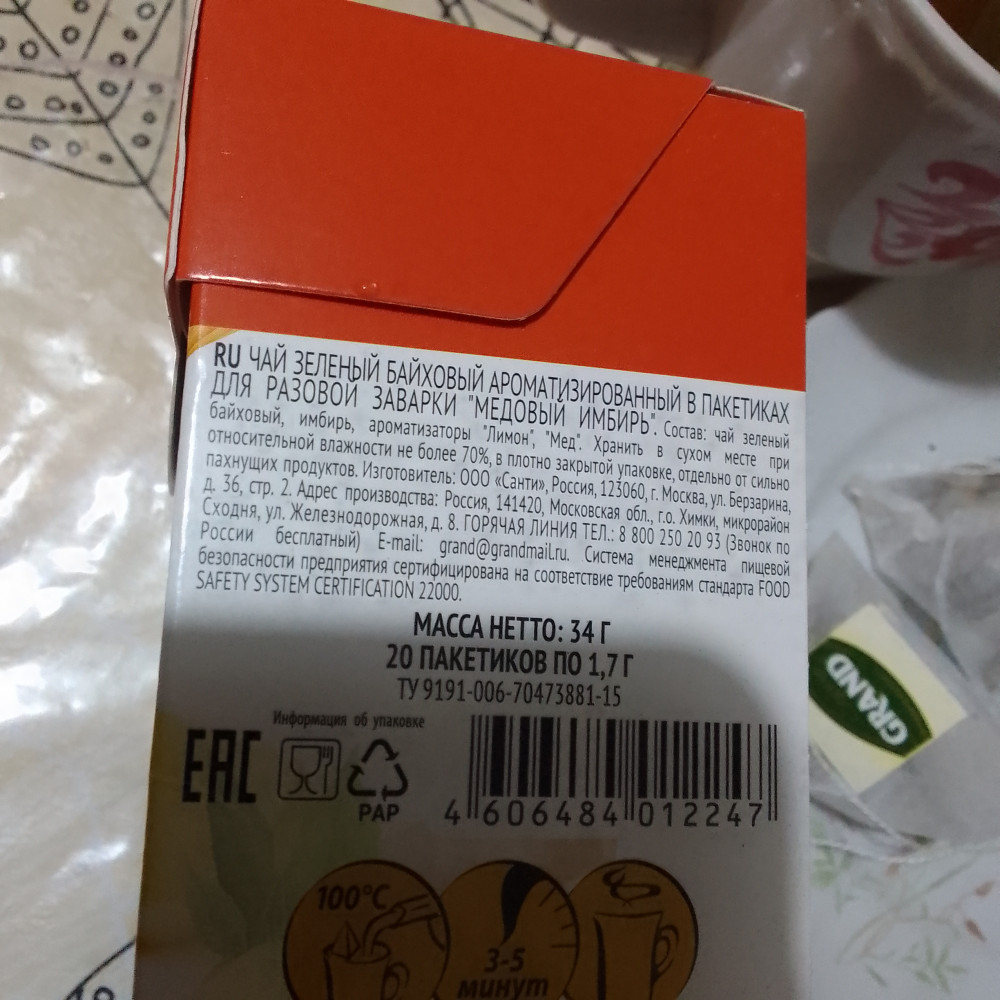 RU ЧАЙ ЗЕЛЕНЫЙ БАЙХОВЫЙ АРОМАТИЗИРОВАННЫЙ В ПАКЕТИКАХ
ДЛЯ РАЗОВОЙ ЗАВАРКИ "МЕДОВЫЙ ИМБИРЬ". Состав: чай зеленый
байховый, имбирь, ароматизаторы "Лимон", "Мед". Хранить в сухом месте при
относительной влажности не более 70%, в плотно закрытой упаковке, отдельно от сильно
пахнущих продуктов. Изготовитель: ООО «Санти», Россия, 123060, г. Москва, ул. Берзарина,
д. 36, стр. 2. Адрес производства: Россия, 141420, Московская обл., г.о. Химки, микрорайон
Сходня, ул. Железнодорожная, д. 8. ГОРЯЧАЯ ЛИНИЯ ТЕЛ.: 8 800 250 20 93 (Звонок по
России бесплатный) E-mail: grand@grandmail.ru. Система менеджмента пищевой
безопасности предприятия сертифицирована на соответствие требованиям стандарта FOOD
SAFETY SYSTEM CERTIFICATION 22000.
МАССА НЕТТО: 34 Г
20 ПАКЕТИКОВ ПО 1,7 Г
ТУ 9191-006-70473881-15
Информация об упаковке
EAC
PAP
4 606484 012247
100°C
3-5
минут
GRAND